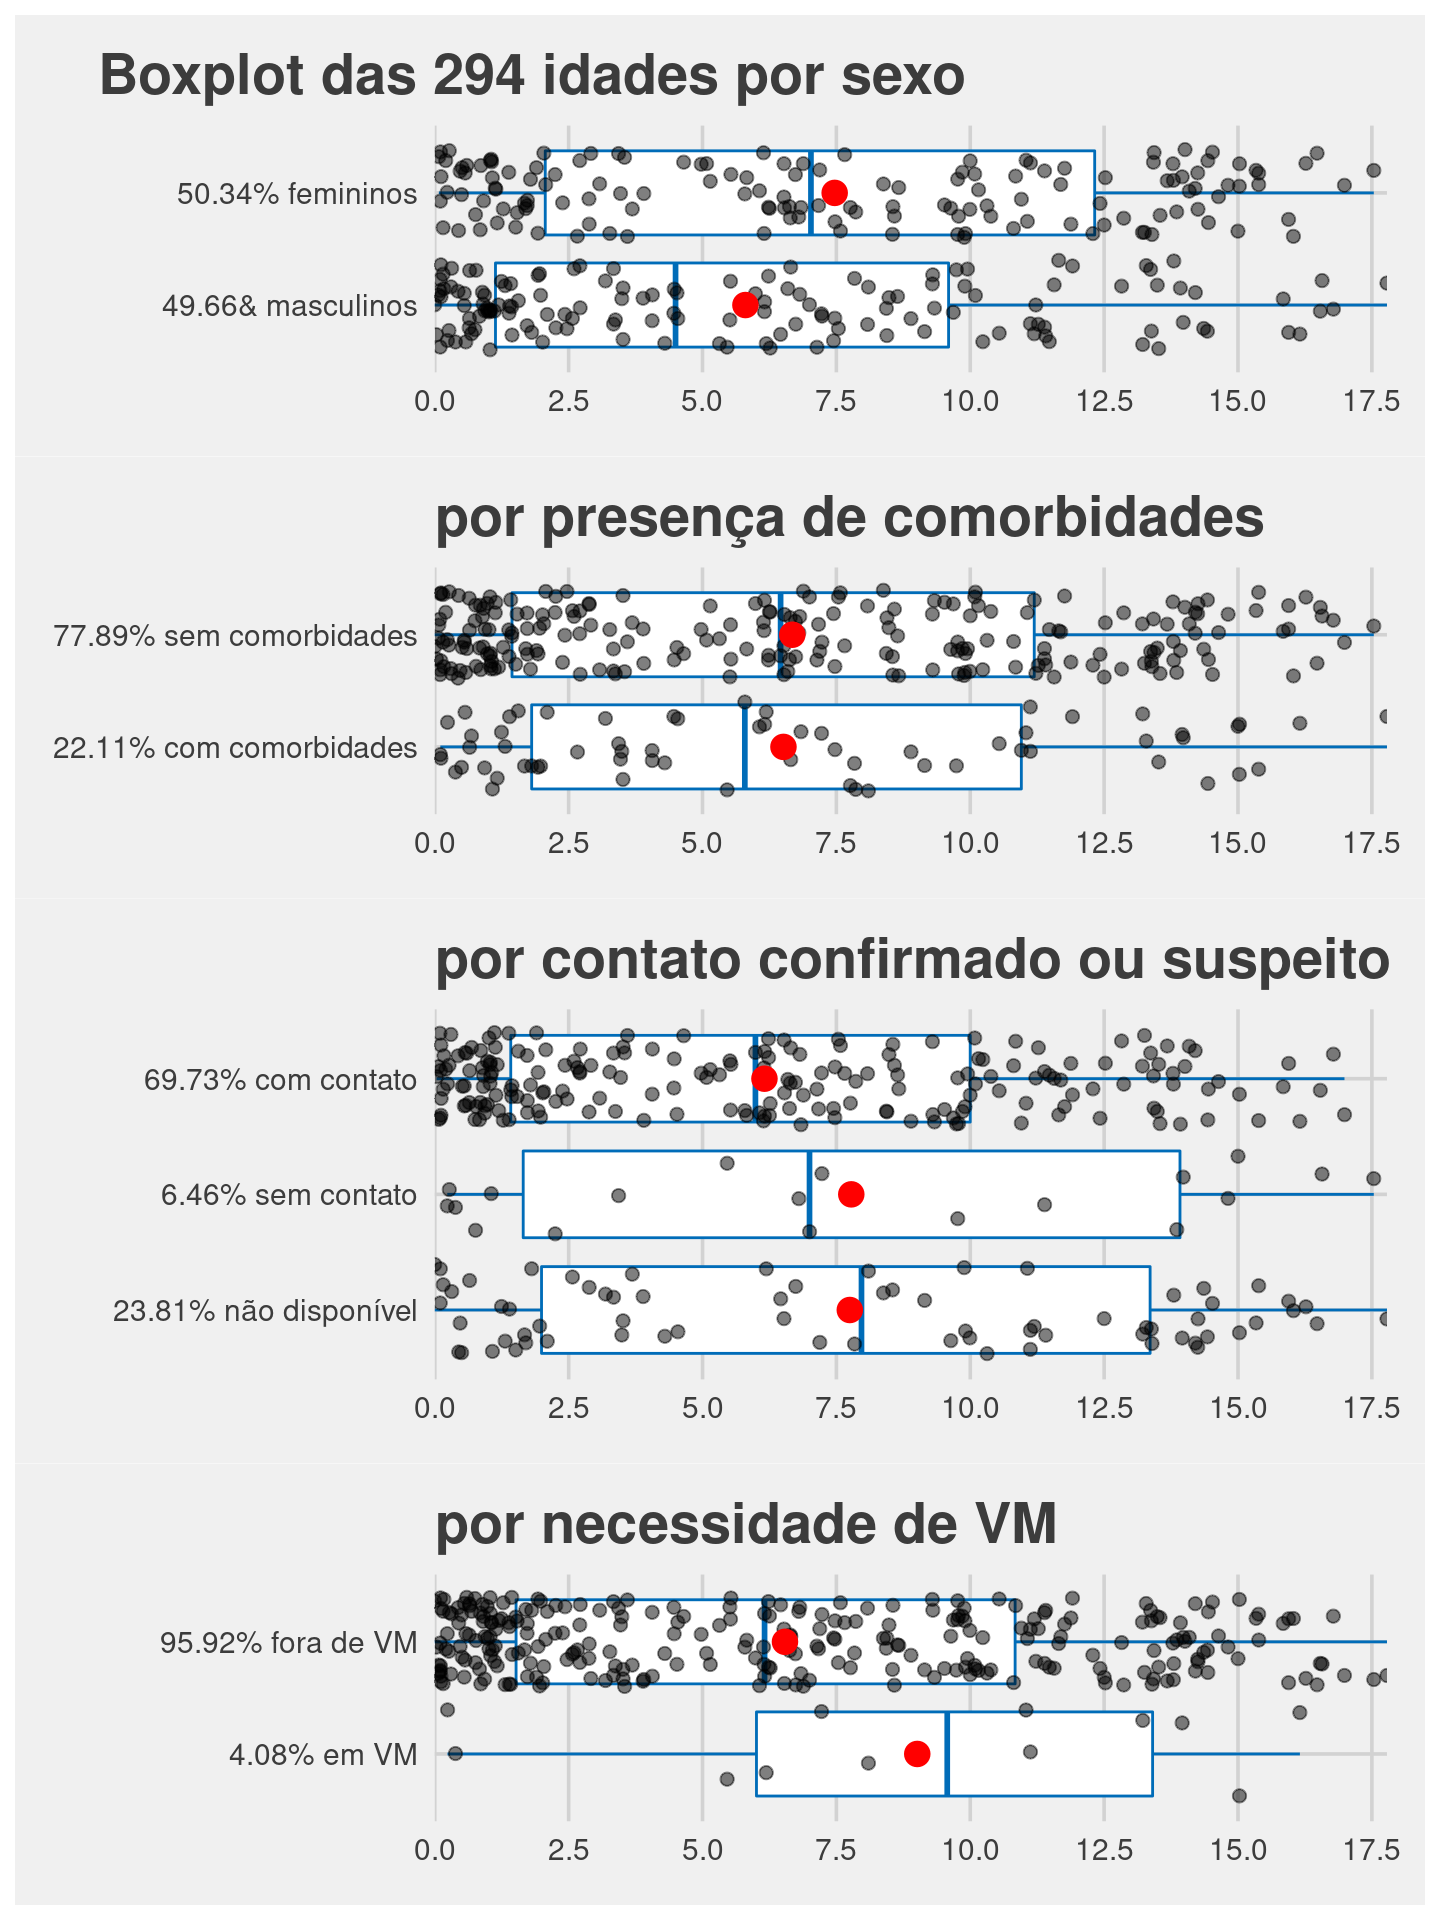 Boxplot das 294 idades por sexo
50.34% femininos
49.66& masculinos
0.0 2.5 5.0 7.5 10.0 12.5 15.0 17.5
por presença de comorbidades
77.89% sem comorbidades
22.11% com comorbidades
0.0 2.5 5.0 7.5 10.0 12.5 15.0 17.5
por contato confirmado ou suspeito
69.73% com contato
6.46% sem contato
23.81% não disponível
0.0 2.5 5.0 7.5 10.0 12.5 15.0 17.5
por necessidade de VM
95.92% fora de VM
4.08% em VM
0.0 2.5 5.0 7.5 10.0 12.5 15.0 17.5